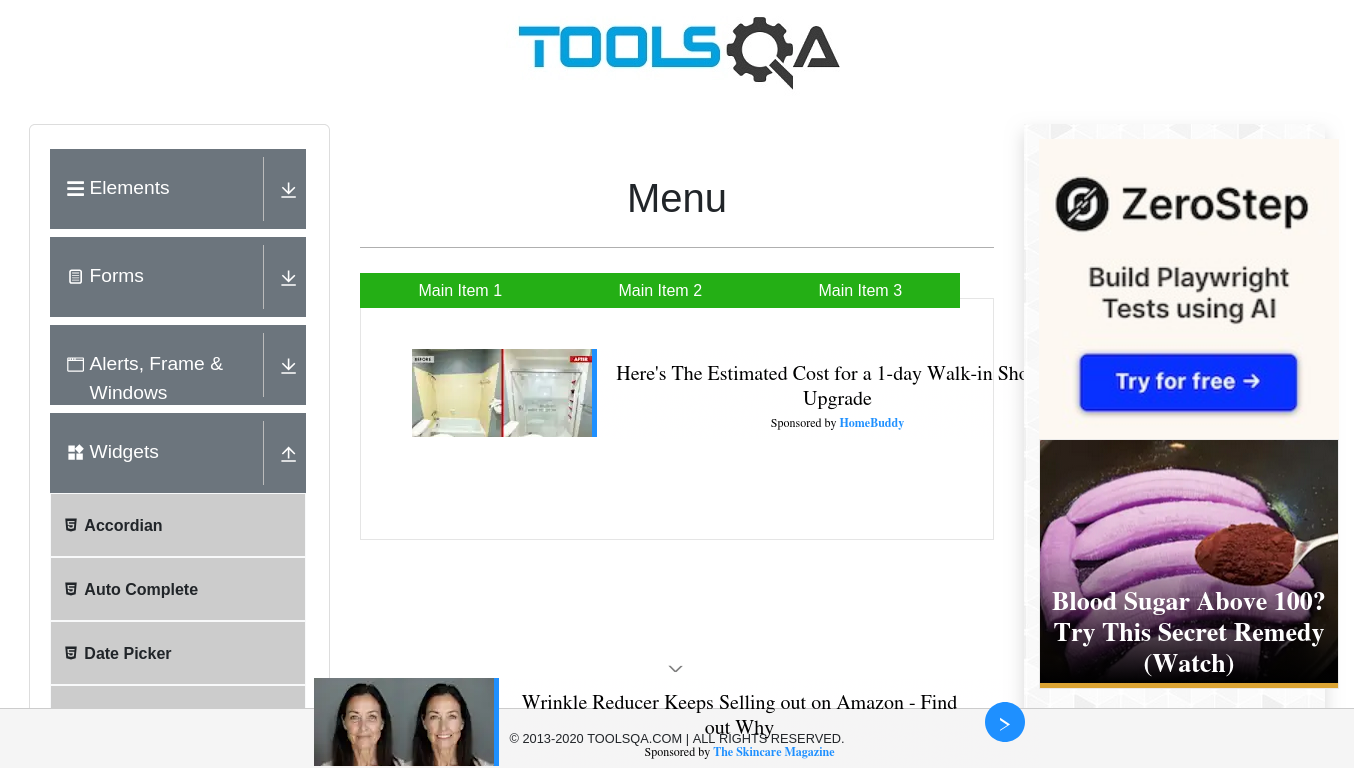 TOOLSQA
Elements
Forms
Alerts, Frame &
Windows
Widgets
Accordian
Auto Complete
Date Picker
Menu
Main Item 1
Main Item 2
Main Item 3
BEFORE
AFTER
Here's The Estimated Cost for a 1-day Walk-in Sho
Upgrade
Sponsored by HomeBuddy
ZeroStep
Build Playwright
Tests using AI
Try for free →
Blood Sugar Above 100?
Try This Secret Remedy
(Watch)
Wrinkle Reducer Keeps Selling out on Amazon - Find
out Why
© 2013-2020 TOOLSQA.COM | ALL RIGHTS RESERVED.
Sponsored by The Skincare Magazine